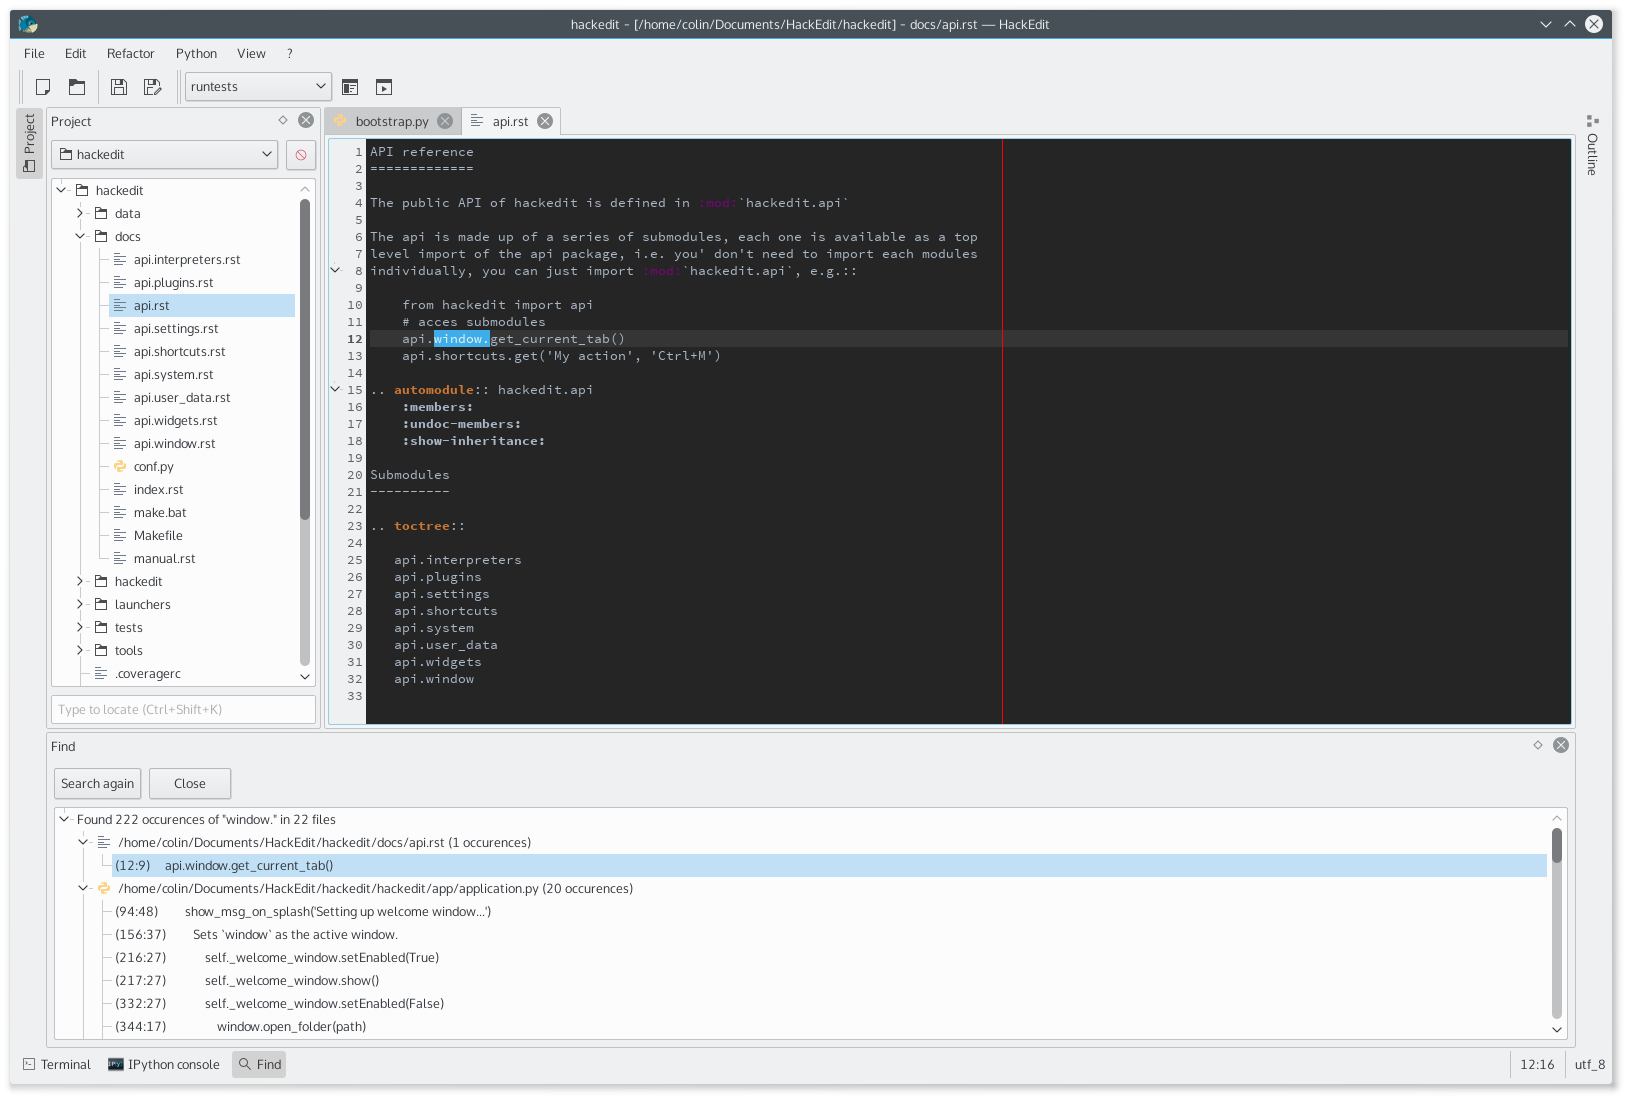 hackedit - [/home/colin/Documents/HackEdit/hackedit] - docs/api.rst — HackEdit
File Edit Refactor Python View ?
runtests
Project
Project
hackedit
hackedit
data
docs
api.interpreters.rst
api.plugins.rst
api.rst
api.settings.rst
api.shortcuts.rst
api.system.rst
api.user_data.rst
api.widgets.rst
api.window.rst
conf.py
index.rst
make.bat
Makefile
manual.rst
hackedit
launchers
tests
tools
.coveragerc
Type to locate (Ctrl+Shift+K)
bootstrap.py api.rst
1 API reference
2 =============
3
4 The public API of hackedit is defined in :mod:`hackedit.api`
5
6 The api is made up of a series of submodules, each one is available as a top
7 level import of the api package, i.e. you' don't need to import each modules
8 individually, you can just import :mod:`hackedit.api`, e.g.::
9
10     from hackedit import api
11     # acces submodules
12     api.window.get_current_tab()
13     api.shortcuts.get('My action', 'Ctrl+M')
14
15 .. automodule:: hackedit.api
16     :members:
17     :undoc-members:
18     :show-inheritance:
19
20 Submodules
21 ----------
22
23 .. toctree::
24
25    api.interpreters
26    api.plugins
27    api.settings
28    api.shortcuts
29    api.system
30    api.user_data
31    api.widgets
32    api.window
33
Outline
Find
Search again Close
Found 222 occurences of "window." in 22 files
/home/colin/Documents/HackEdit/hackedit/docs/api.rst (1 occurences)
(12:9) api.window.get_current_tab()
/home/colin/Documents/HackEdit/hackedit/hackedit/app/application.py (20 occurences)
(94:48) show_msg_on_splash('Setting up welcome window...')
(156:37) Sets `window` as the active window.
(216:27) self._welcome_window.setEnabled(True)
(217:27) self._welcome_window.show()
(332:27) self._welcome_window.setEnabled(False)
(344:17) window.open_folder(path)
Terminal IPython console Find 12:16 utf_8